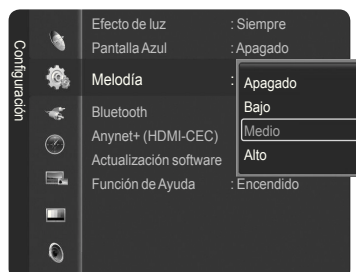 Configuración
Efecto de luz : Siempre
Pantalla Azul : Apagado
Melodía :
Apagado
Bajo
Medio
Alto
Bluetooth
Anynet+ (HDMI-CEC)
Actualización software
Función de Ayuda : Encendido